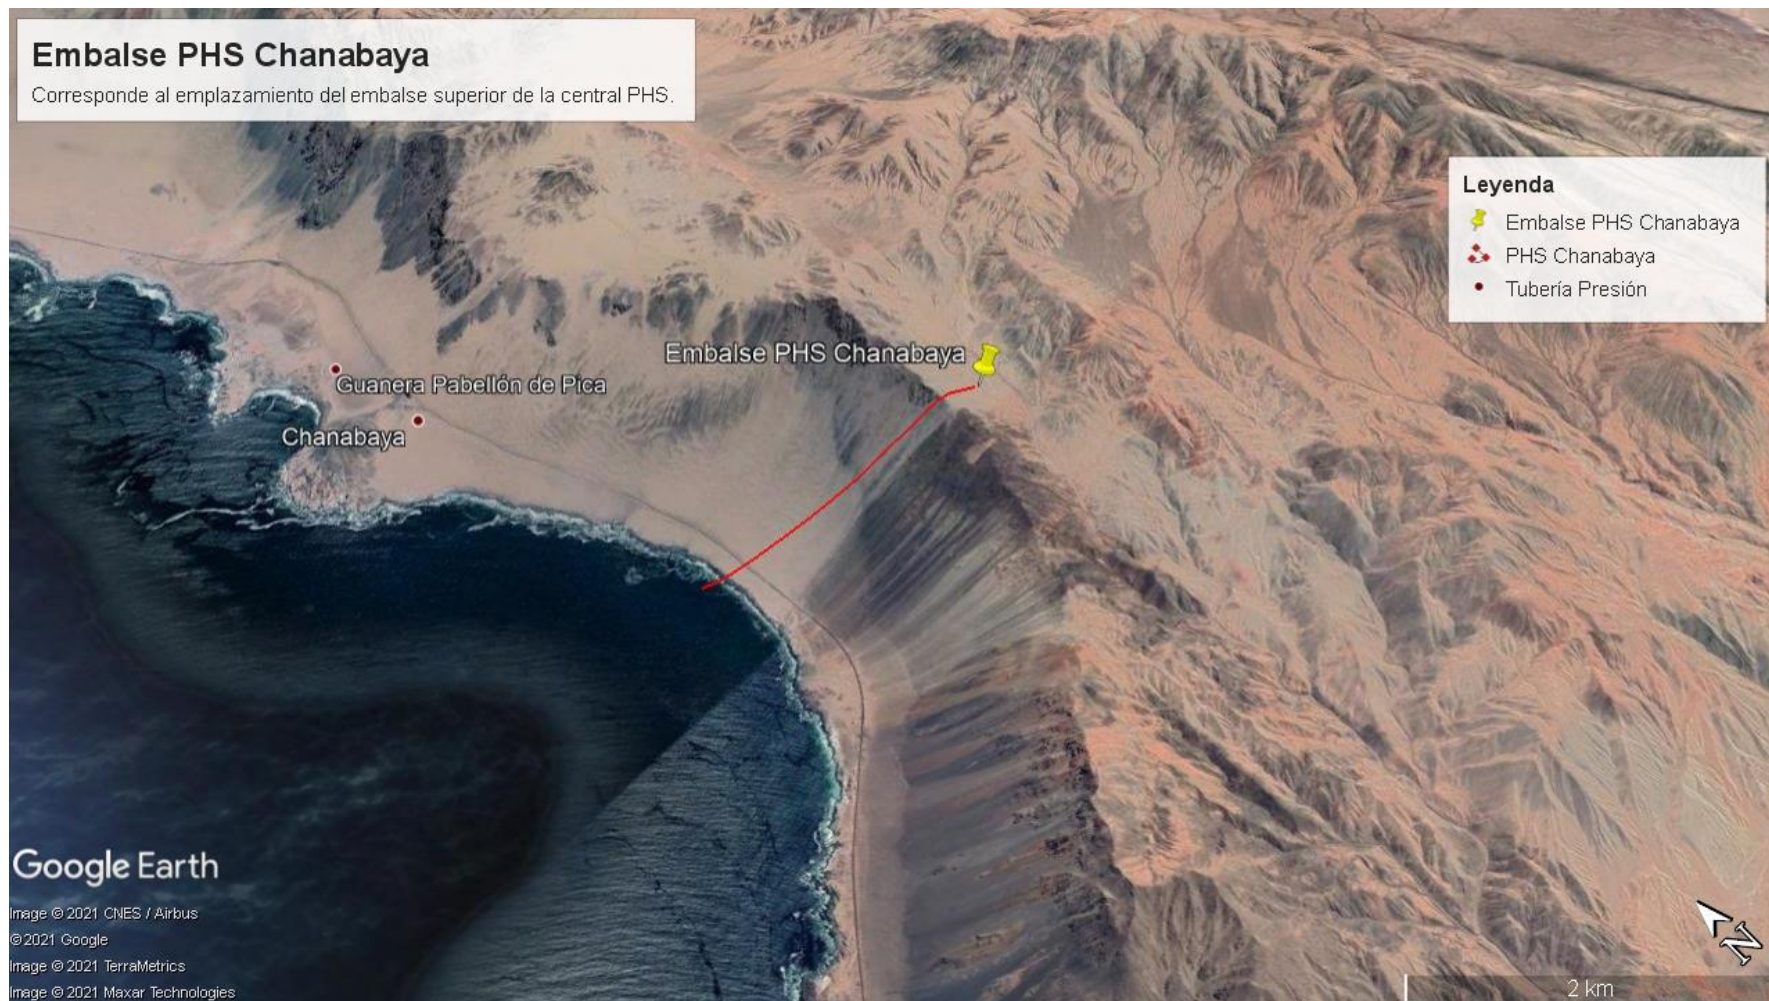 Embalse PHS Chanabaya
Corresponde al emplazamiento del embalse superior de la central PHS.
Leyenda
Embalse PHS Chanabaya
PHS Chanabaya
Tubería Presión
Embalse PHS Chanabaya
Guanera Pabellón de Pica
Chanabaya
Google Earth
Image © 2021 CNES / Airbus
© 2021 Google
Image © 2021 TerraMetrics
Image © 2021 Maxar Technologies
N
2 km